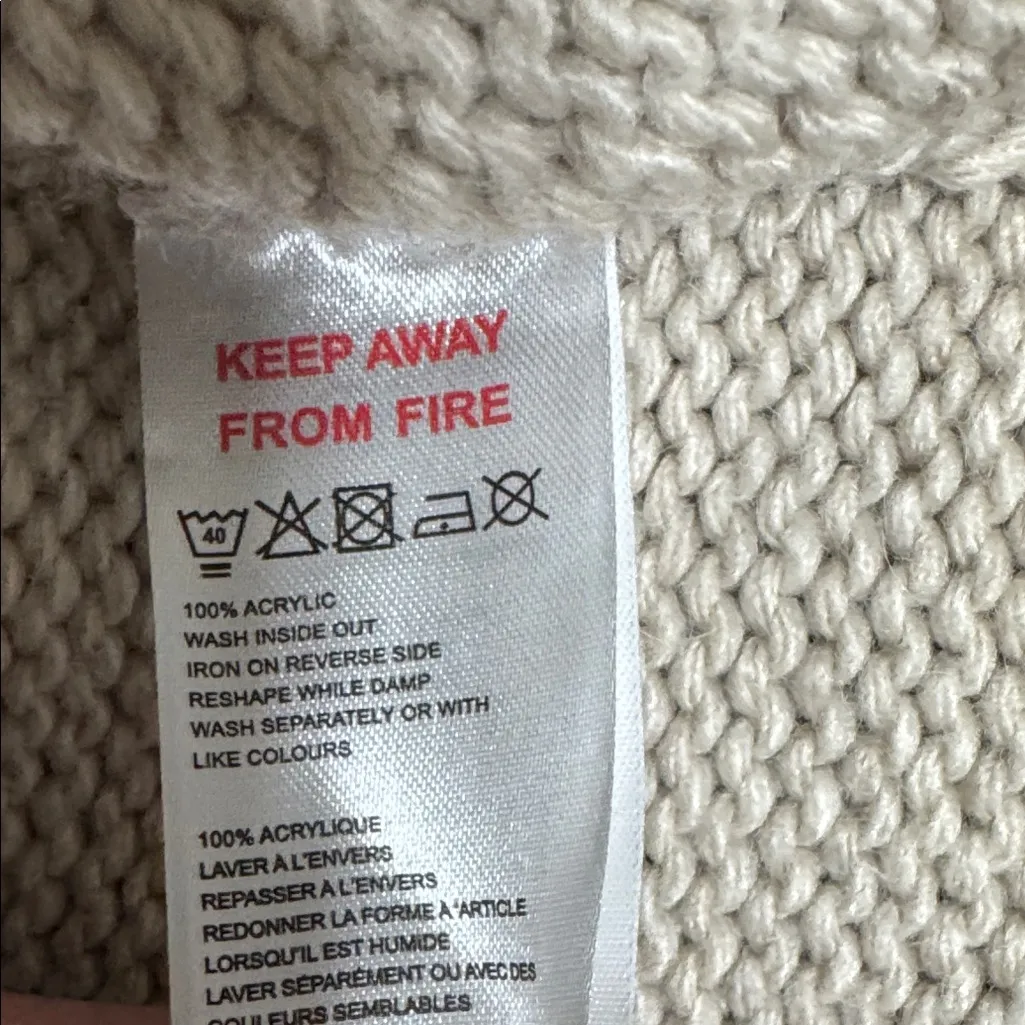 KEEP AWAY
FROM FIRE
40
100% ACRYLIC
WASH INSIDE OUT
IRON ON REVERSE SIDE
RESHAPE WHILE DAMP
WASH SEPARATELY OR WITH
LIKE COLOURS
100% ACRYLIQUE
LAVER À L'ENVERS
REPASSER À L'ENVERS
REDONNER LA FORME À 'ARTICLE
LORSQU'IL EST HUMIDE
LAVER SÉPARÉMENT OU AVEC DES
COULEURS SEMBLABLES